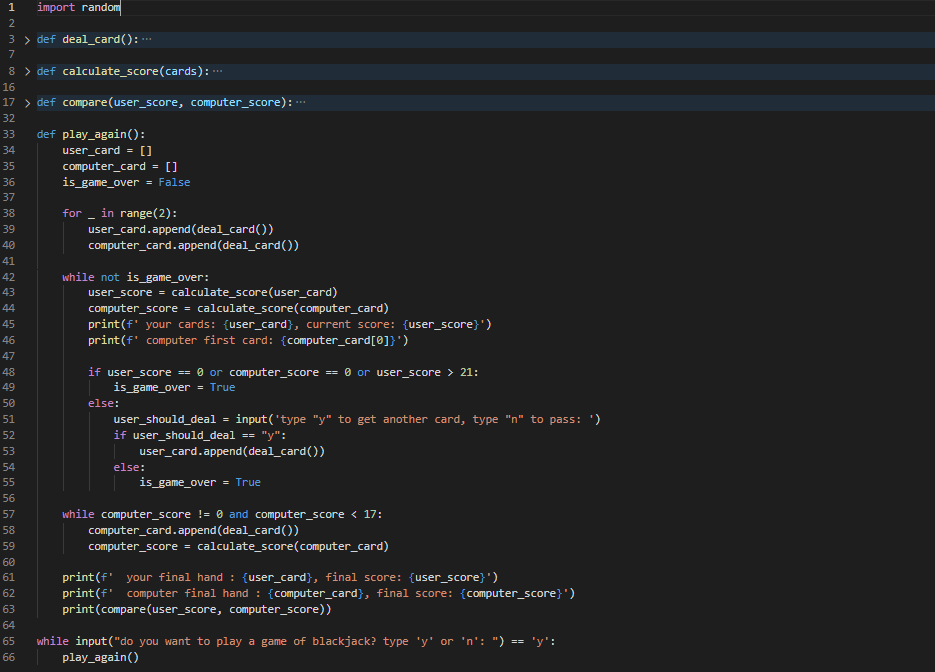 1 import random
2
3 > def deal_card(): ···
7
8 > def calculate_score(cards): ···
16
17 > def compare(user_score, computer_score): ···
32
33 def play_again():
34     user_card = []
35     computer_card = []
36     is_game_over = False
37
38     for _ in range(2):
39         user_card.append(deal_card())
40         computer_card.append(deal_card())
41
42     while not is_game_over:
43         user_score = calculate_score(user_card)
44         computer_score = calculate_score(computer_card)
45         print(f' your cards: {user_card}, current score: {user_score}')
46         print(f' computer first card: {computer_card[0]}')
47
48         if user_score == 0 or computer_score == 0 or user_score > 21:
49             is_game_over = True
50         else:
51             user_should_deal = input('type "y" to get another card, type "n" to pass: ')
52             if user_should_deal == "y":
53                 user_card.append(deal_card())
54             else:
55                 is_game_over = True
56
57     while computer_score != 0 and computer_score < 17:
58         computer_card.append(deal_card())
59         computer_score = calculate_score(computer_card)
60
61     print(f'  your final hand : {user_card}, final score: {user_score}')
62     print(f'  computer final hand : {computer_card}, final score: {computer_score}')
63     print(compare(user_score, computer_score))
64
65 while input("do you want to play a game of blackjack? type 'y' or 'n': ") == 'y':
66     play_again()